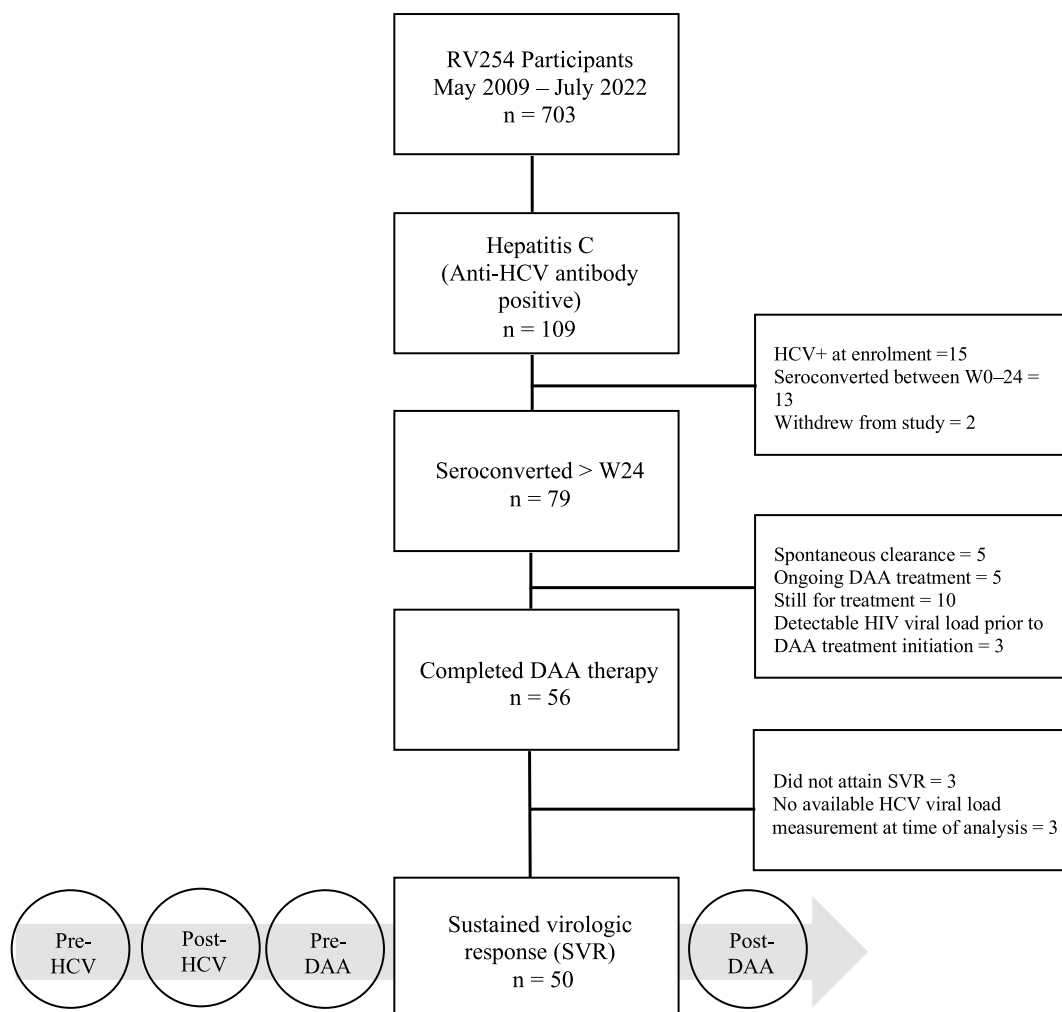 RV254 Participants
May 2009 – July 2022
n = 703
Hepatitis C
(Anti-HCV antibody
positive)
n = 109
HCV+ at enrolment =15
Seroconverted between W0–24 =
13
Withdrew from study = 2
Seroconverted > W24
n = 79
Spontaneous clearance = 5
Ongoing DAA treatment = 5
Still for treatment = 10
Detectable HIV viral load prior to
DAA treatment initiation = 3
Completed DAA therapy
n = 56
Did not attain SVR = 3
No available HCV viral load
measurement at time of analysis = 3
Pre-
HCV
Post-
HCV
Pre-
DAA
Sustained virologic
response (SVR)
n = 50
Post-
DAA